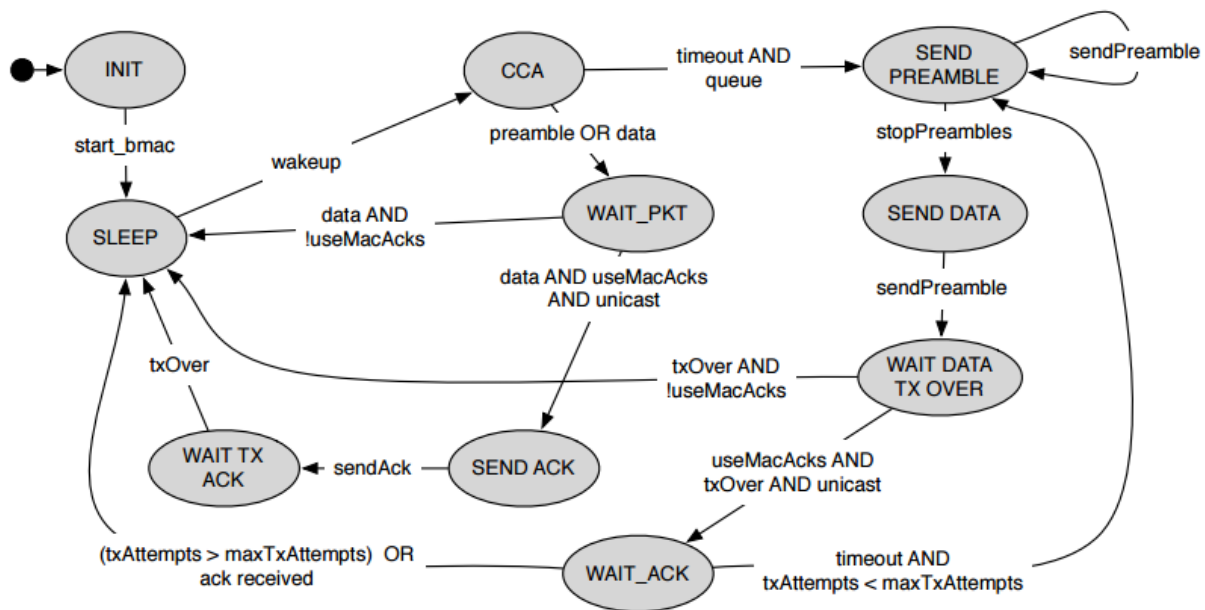 INIT
CCA
timeout AND
queue
SEND
PREAMBLE
sendPreamble
start_bmac
wakeup
preamble OR data
stopPreambles
SLEEP
data AND
!useMacAcks
WAIT_PKT
SEND DATA
data AND useMacAcks
AND unicast
sendPreamble
txOver
txOver AND
!useMacAcks
WAIT DATA
TX OVER
WAIT TX
ACK
sendAck
SEND ACK
useMacAcks AND
txOver AND unicast
(txAttempts > maxTxAttempts) OR
ack received
WAIT_ACK
timeout AND
txAttempts < maxTxAttempts